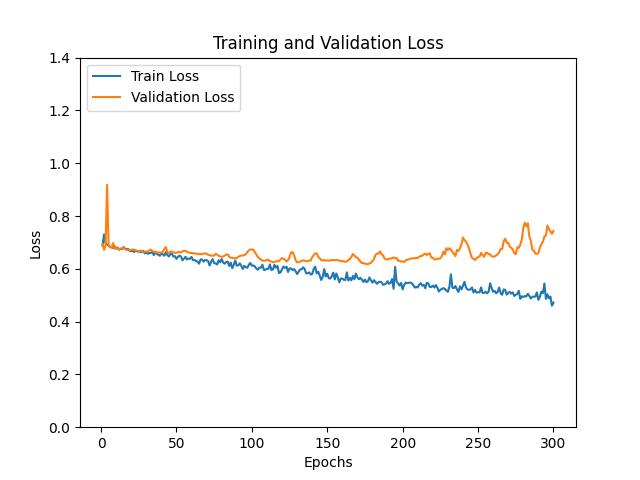 Training and Validation Loss
Train Loss
Validation Loss
1.4
1.2
1.0
0.8
0.6
0.4
0.2
0.0
Loss
0 50 100 150 200 250 300
Epochs